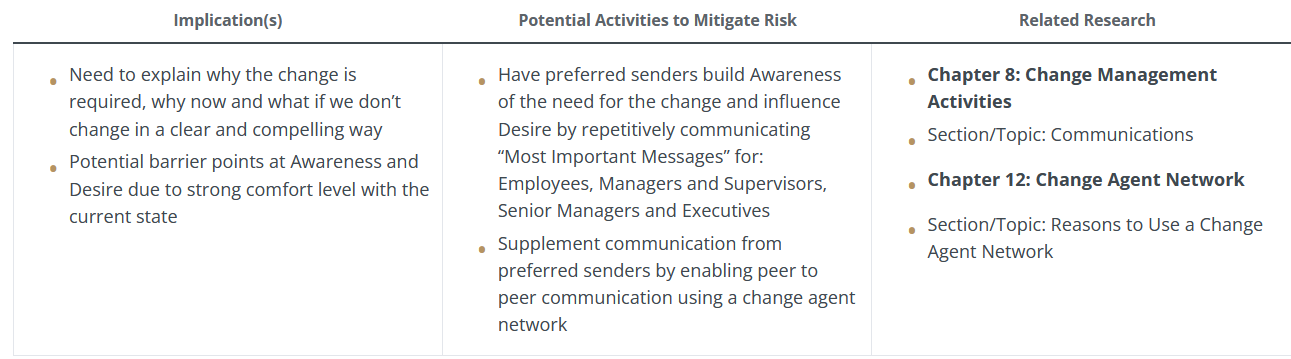 Implication(s)
Potential Activities to Mitigate Risk
Related Research
Need to explain why the change is
required, why now and what if we don’t
change in a clear and compelling way
Potential barrier points at Awareness and
Desire due to strong comfort level with the
current state
Have preferred senders build Awareness
of the need for the change and influence
Desire by repetitively communicating
“Most Important Messages” for:
Employees, Managers and Supervisors,
Senior Managers and Executives
Supplement communication from
preferred senders by enabling peer to
peer communication using a change agent
network
Chapter 8: Change Management
Activities
Section/Topic: Communications
Chapter 12: Change Agent Network
Section/Topic: Reasons to Use a Change
Agent Network